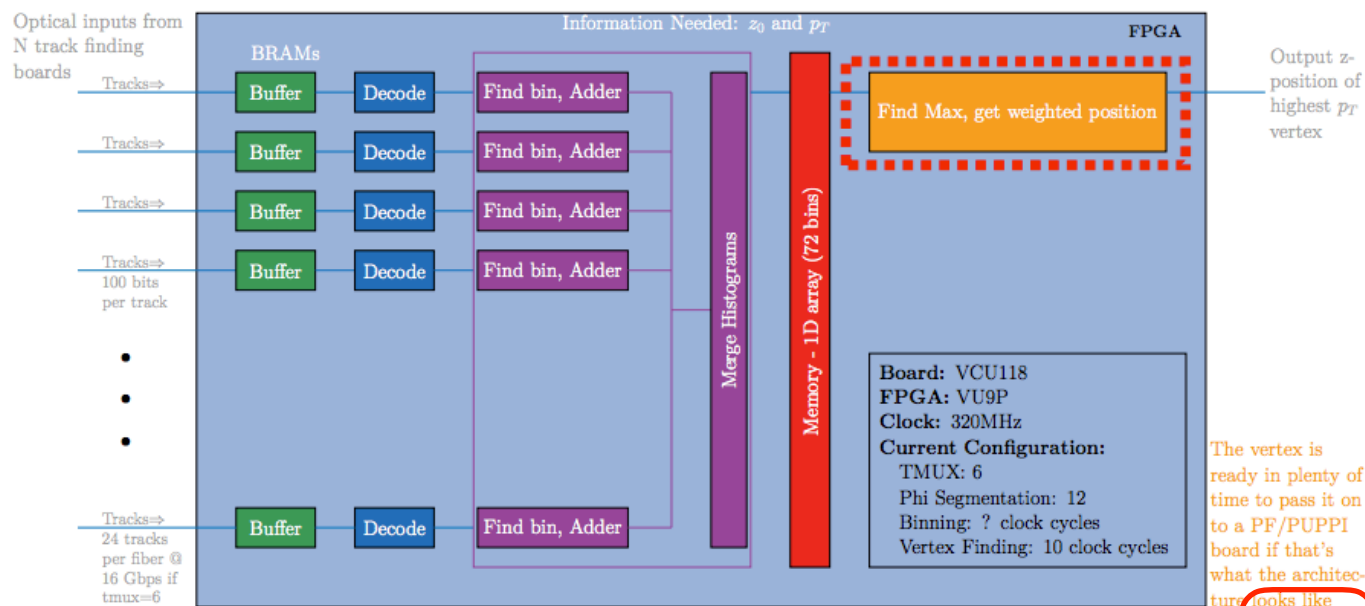 Optical inputs from
N track finding
boards
Information Needed: z₀ and p_T
FPGA
BRAMs
Tracks⇒
Buffer
Decode
Find bin, Adder
Tracks⇒
Buffer
Decode
Find bin, Adder
Tracks⇒
Buffer
Decode
Find bin, Adder
Tracks⇒
100 bits
per track
Buffer
Decode
Find bin, Adder
Tracks⇒
24 tracks
per fiber @
16 Gbps if
tmux=6
Buffer
Decode
Find bin, Adder
Merge Histograms
Memory - 1D array (72 bins)
Find Max, get weighted position
Output z-
position of
highest p_T
vertex
Board: VCU118
FPGA: VU9P
Clock: 320MHz
Current Configuration:
TMUX: 6
Phi Segmentation: 12
Binning: ? clock cycles
Vertex Finding: 10 clock cycles
The vertex is
ready in plenty of
time to pass it on
to a PF/PUPPI
board if that's
what the architec-
ture looks like